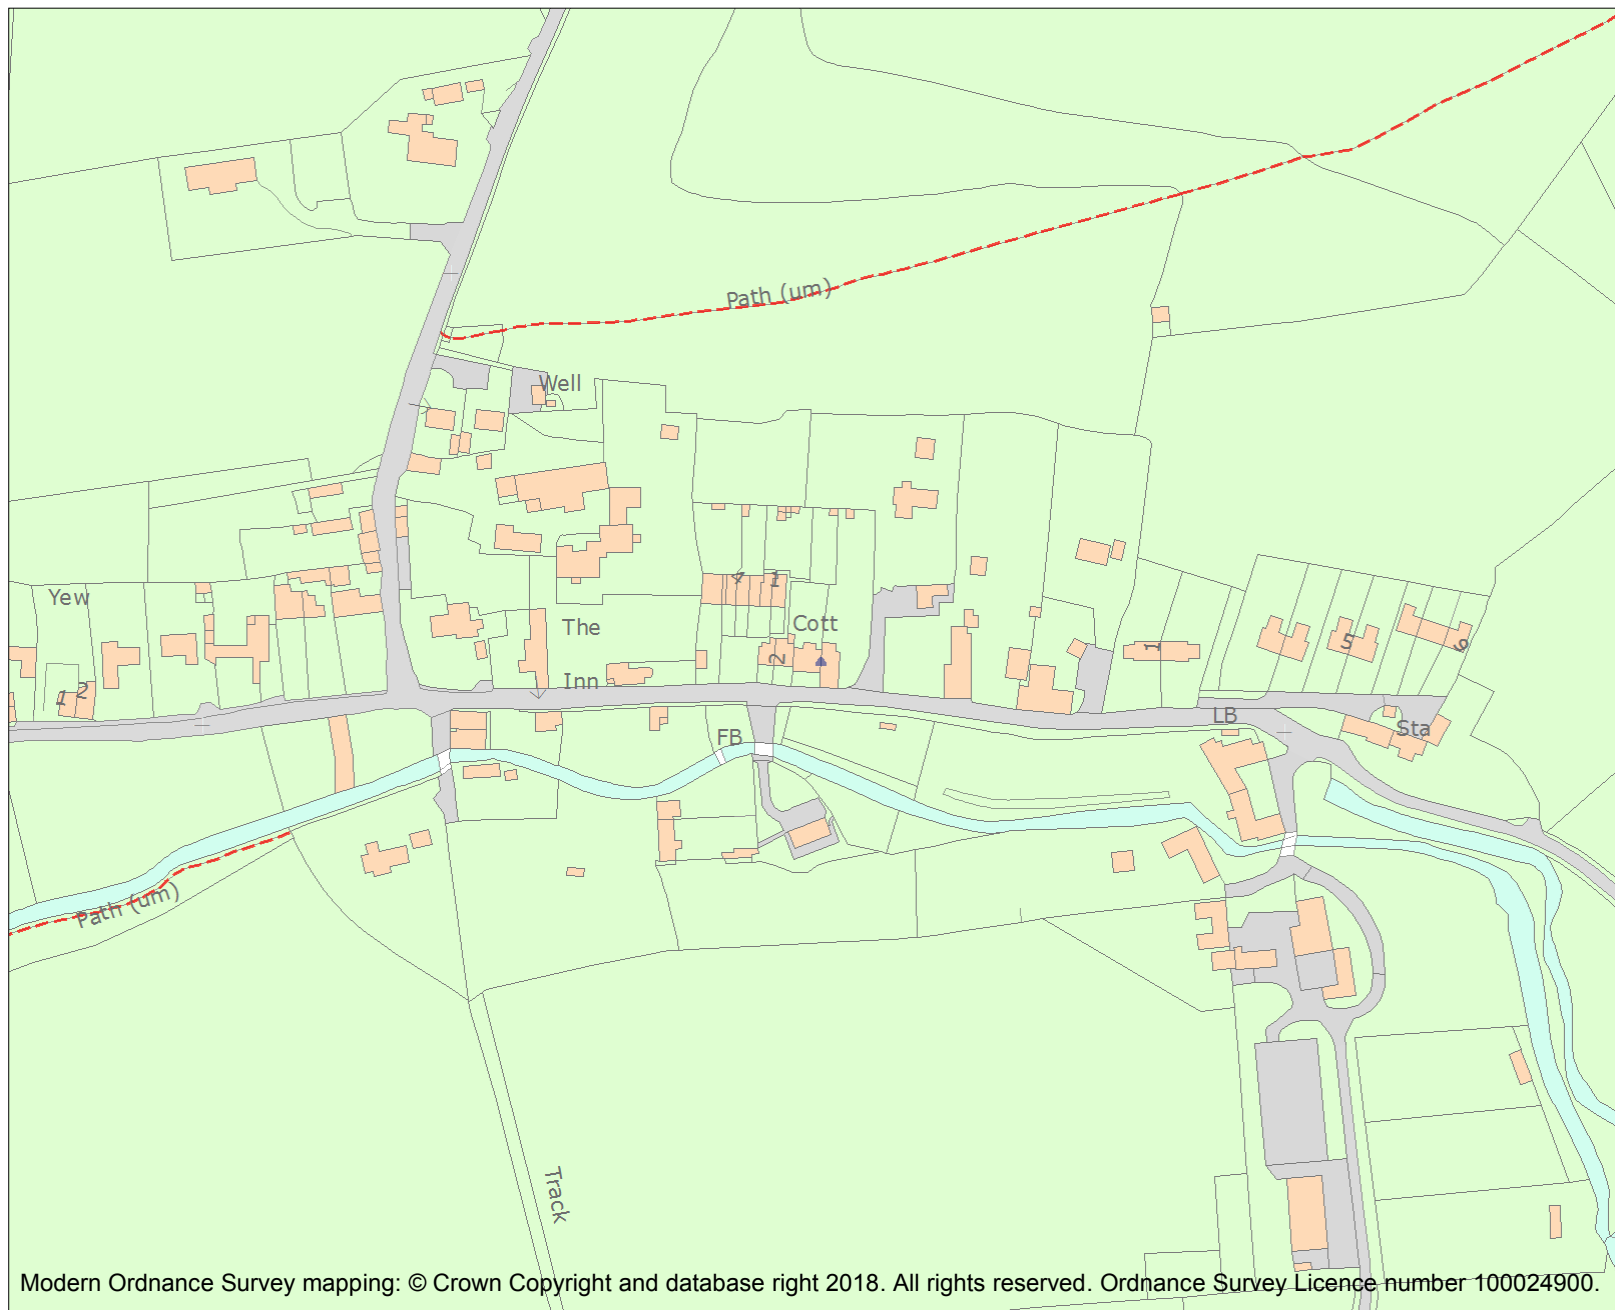 Path (um)
Well
Yew
4
1
The
Cott
2
5
9
1
Inn
1
2
LB
Sta
FB
Path (um)
Track
Modern Ordnance Survey mapping: © Crown Copyright and database right 2018. All rights reserved. Ordnance Survey Licence number 100024900.